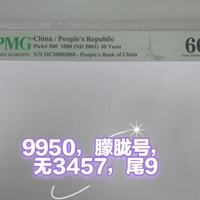 PMG
China / People's Republic
Pick# 900 1999 (ND 2001) 50 Yuan
S/N - People's Bank of China
66
9950，朦胧号，
无3457，尾9